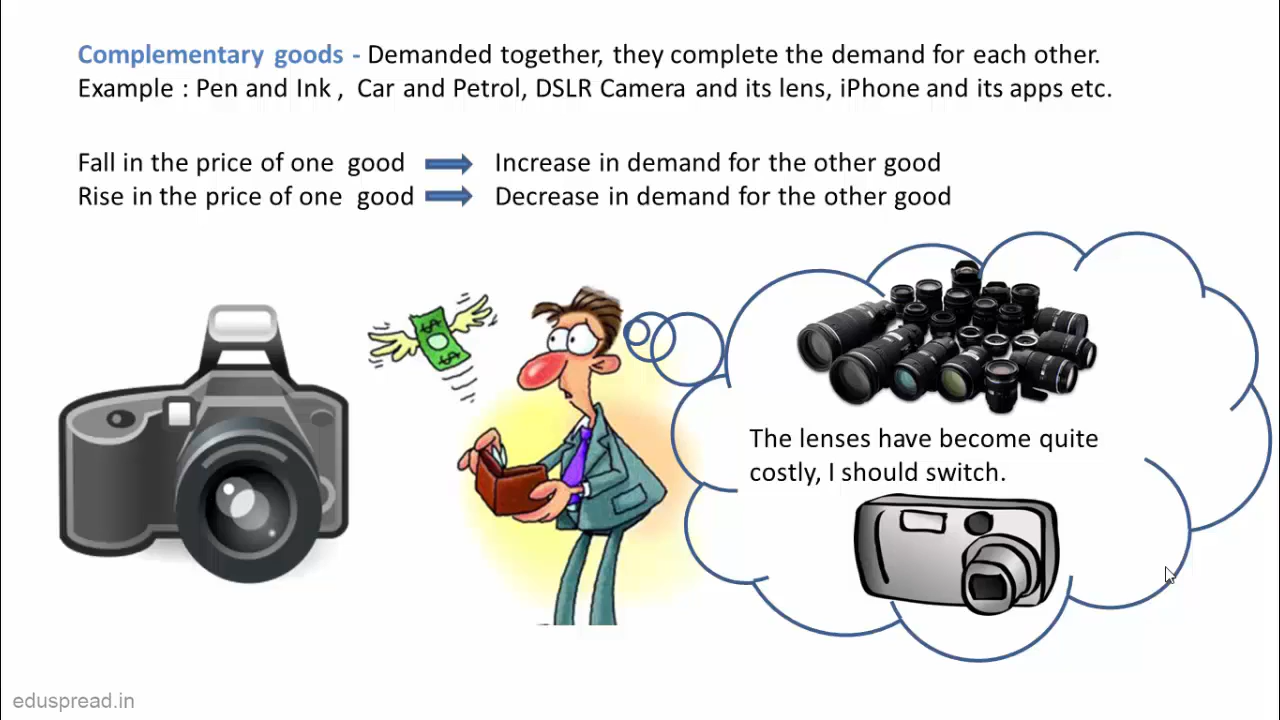 Complementary goods - Demanded together, they complete the demand for each other.
Example : Pen and Ink , Car and Petrol, DSLR Camera and its lens, iPhone and its apps etc.
Fall in the price of one good Increase in demand for the other good
Rise in the price of one good Decrease in demand for the other good
The lenses have become quite
costly, I should switch.
eduspread.in